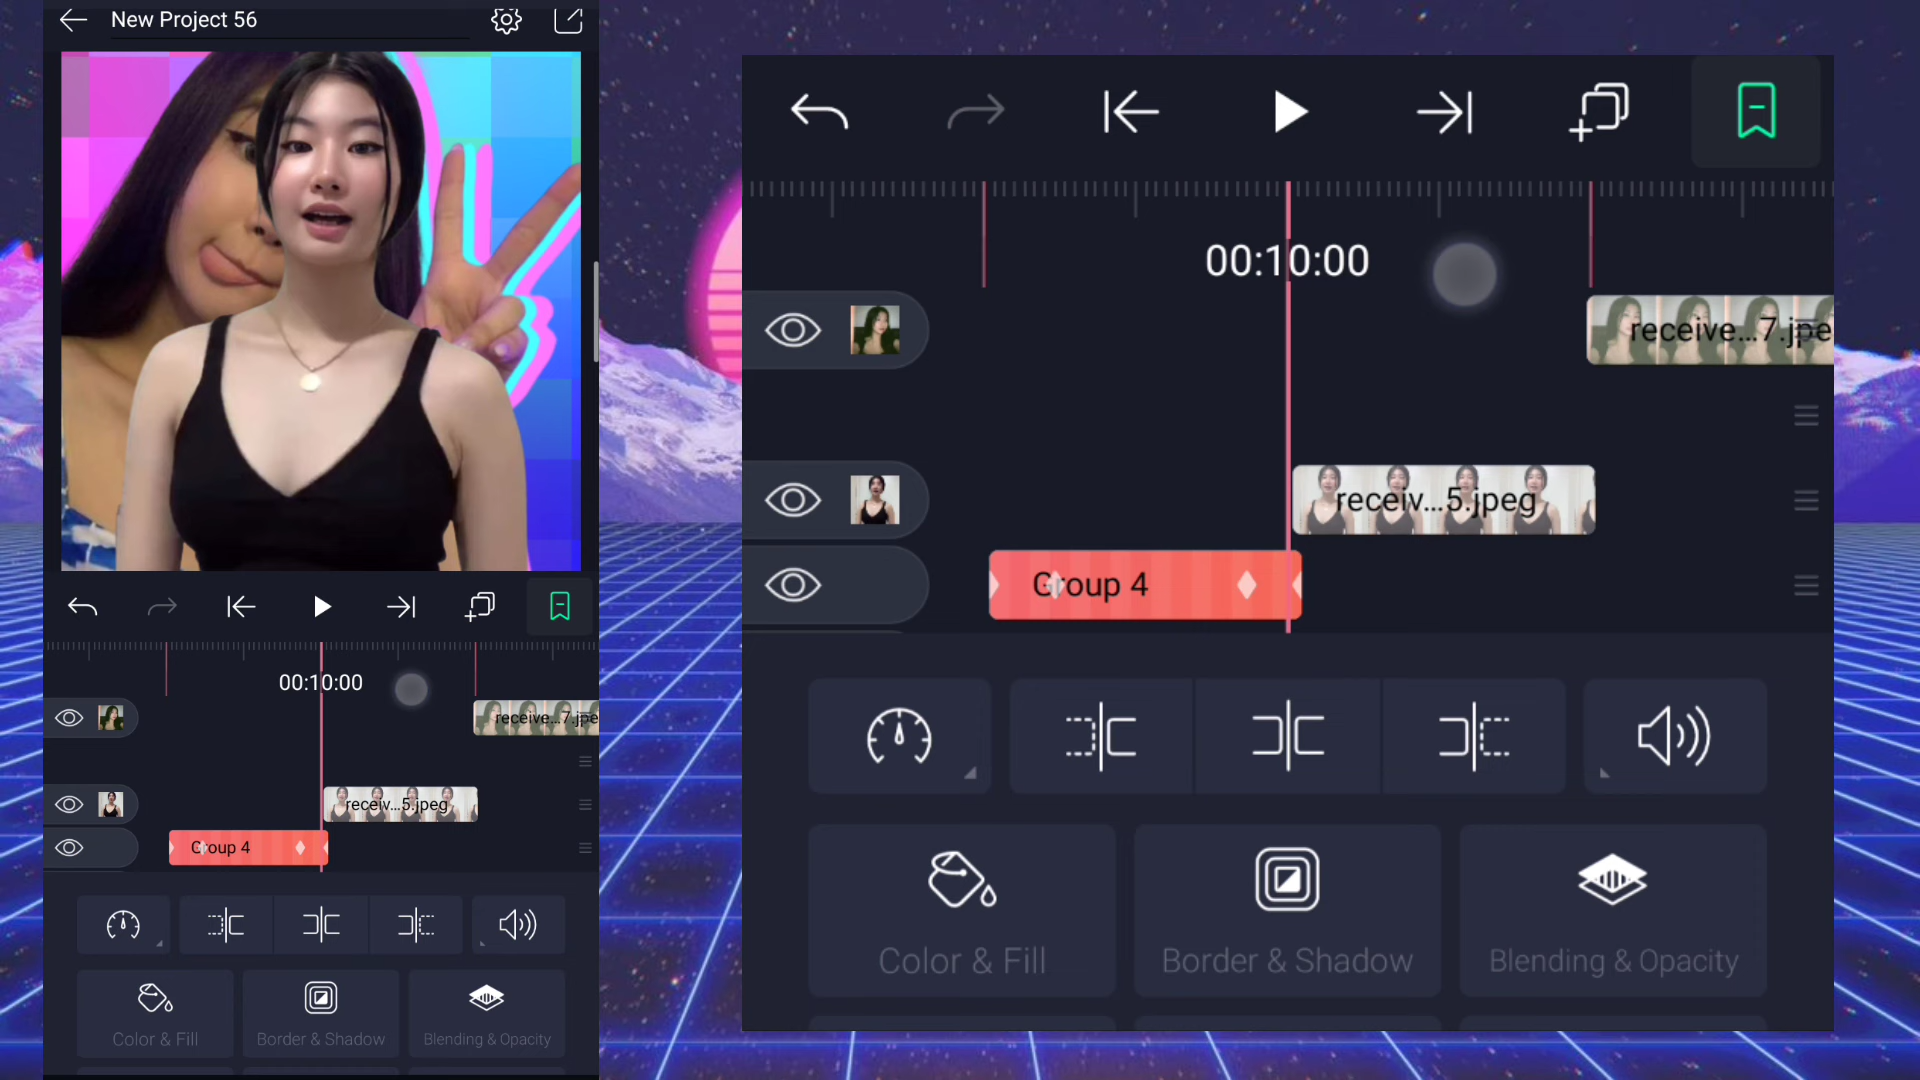 New Project 56
00:10:00
receive...7.jpe
receiv...5.jpeg
Group 4
Color & Fill
Border & Shadow
Blending & Opacity
00:10:00
receive...7.jpe
receiv...5.jpeg
Group 4
Color & Fill
Border & Shadow
Blending & Opacity